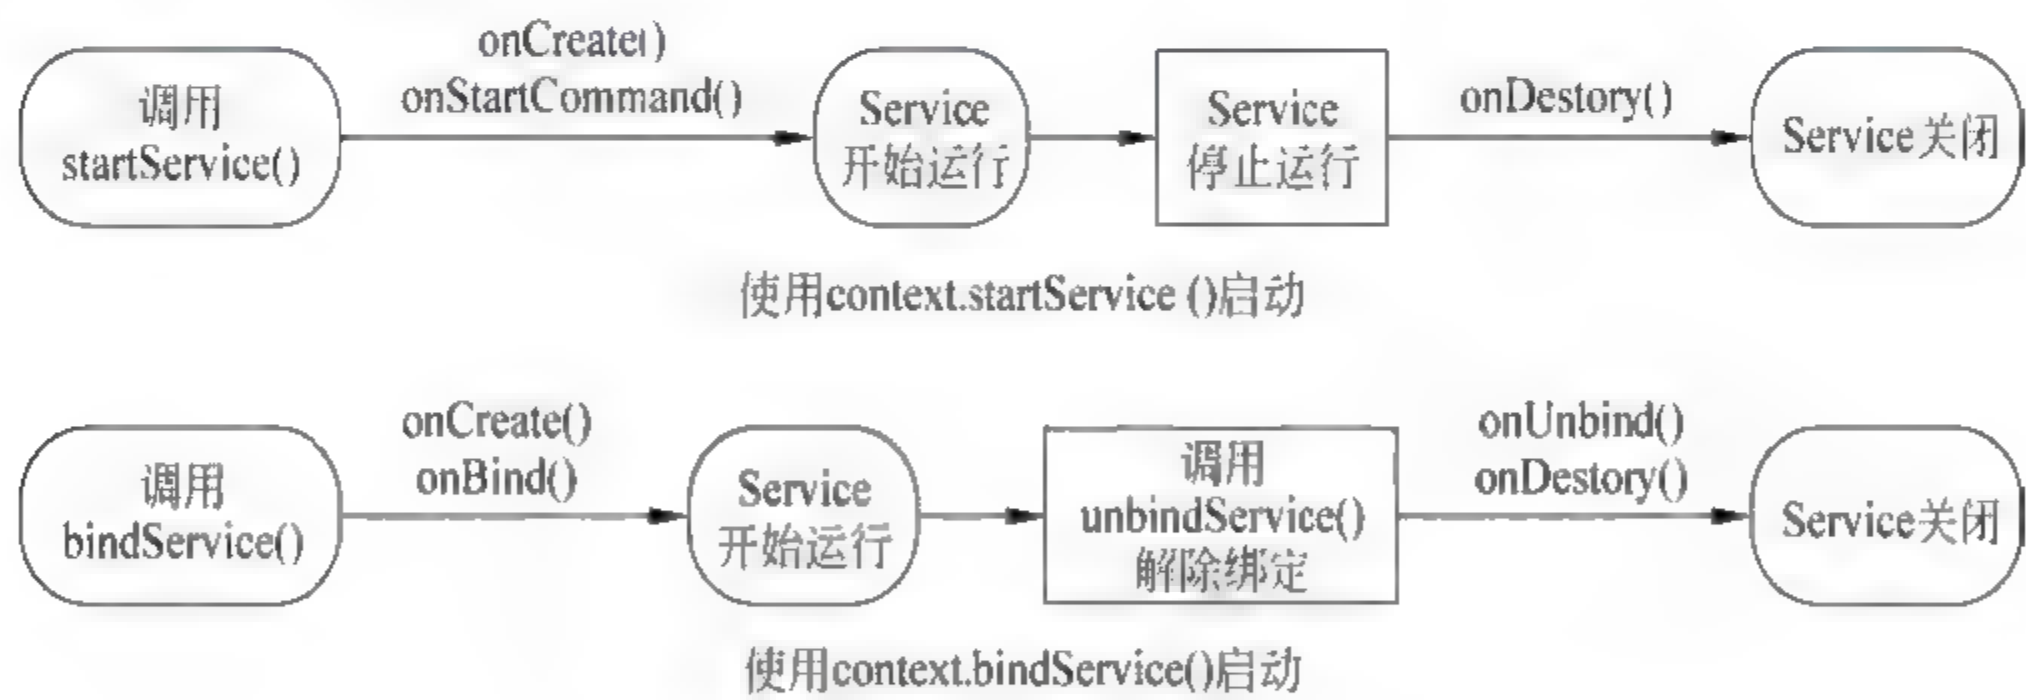 onCreate()
onStartCommand()
调用
startService()
Service
开始运行
Service
停止运行
onDestory()
Service关闭
使用context.startService ()启动
onCreate()
onBind()
调用
bindService()
Service
开始运行
调用
unbindService()
解除绑定
onUnbind()
onDestory()
Service关闭
使用context.bindService()启动